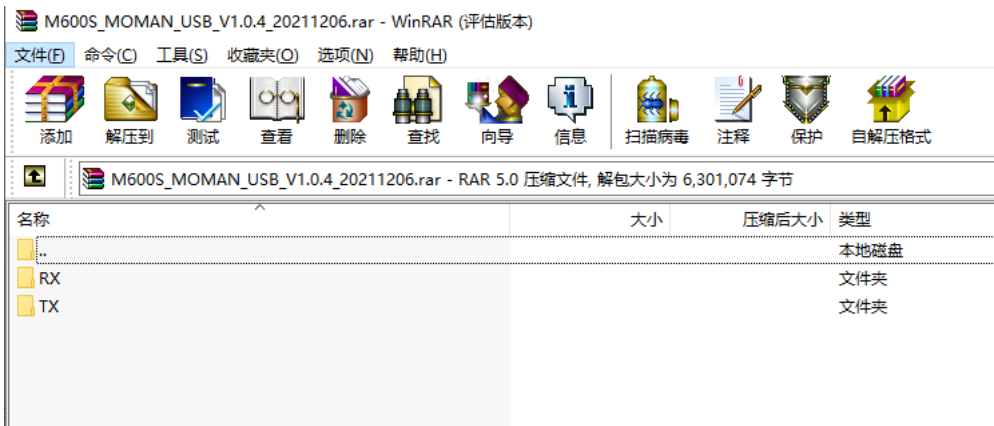 M600S_MOMAN_USB_V1.0.4_20211206.rar - WinRAR (评估版本)
文件(F) 命令(C) 工具(S) 收藏夹(O) 选项(N) 帮助(H)
添加 解压到 测试 查看 删除 查找 向导 信息 扫描病毒 注释 保护 自解压格式
M600S_MOMAN_USB_V1.0.4_20211206.rar - RAR 5.0 压缩文件, 解包大小为 6,301,074 字节
名称 大小 压缩后大小 类型
.. 本地磁盘
RX 文件夹
TX 文件夹